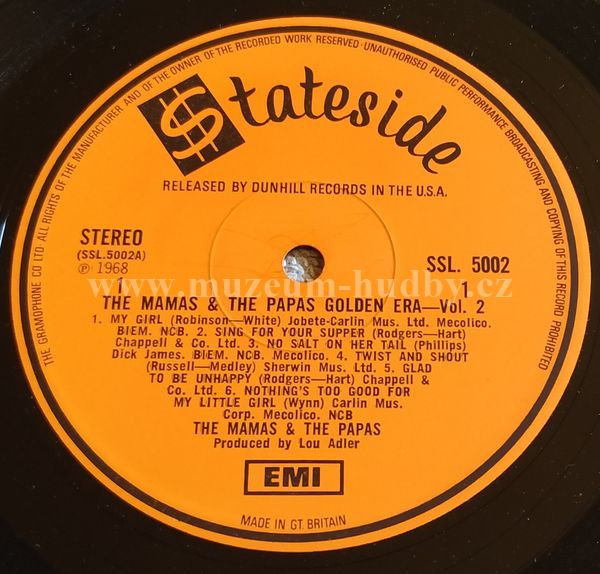 THE GRAMOPHONE CO LTD. ALL RIGHTS OF THE MANUFACTURER AND OF THE OWNER OF THE RECORDED WORK RESERVED · UNAUTHORISED PUBLIC PERFORMANCE BROADCASTING AND COPYING OF THIS RECORD PROHIBITED
$tateside
RELEASED BY DUNHILL RECORDS IN THE U.S.A.
STEREO
(SSL.5002A)
℗ 1968
1
SSL. 5002
1
www.muzeum-hudby.cz
THE MAMAS & THE PAPAS GOLDEN ERA—Vol. 2
1. MY GIRL (Robinson—White) Jobete-Carlin Mus. Ltd. Mecolico.
BIEM. NCB. 2. SING FOR YOUR SUPPER (Rodgers—Hart)
Chappell & Co. Ltd. 3. NO SALT ON HER TAIL (Phillips)
Dick James. BIEM. NCB. Mecolico. 4. TWIST AND SHOUT
(Russell—Medley) Sherwin Mus. Ltd. 5. GLAD
TO BE UNHAPPY (Rodgers—Hart) Chappell &
Co. Ltd. 6. NOTHING'S TOO GOOD FOR
MY LITTLE GIRL (Wynn) Carlin Mus.
Corp. Mecolico. NCB
THE MAMAS & THE PAPAS
Produced by Lou Adler
EMI
MADE IN GT. BRITAIN